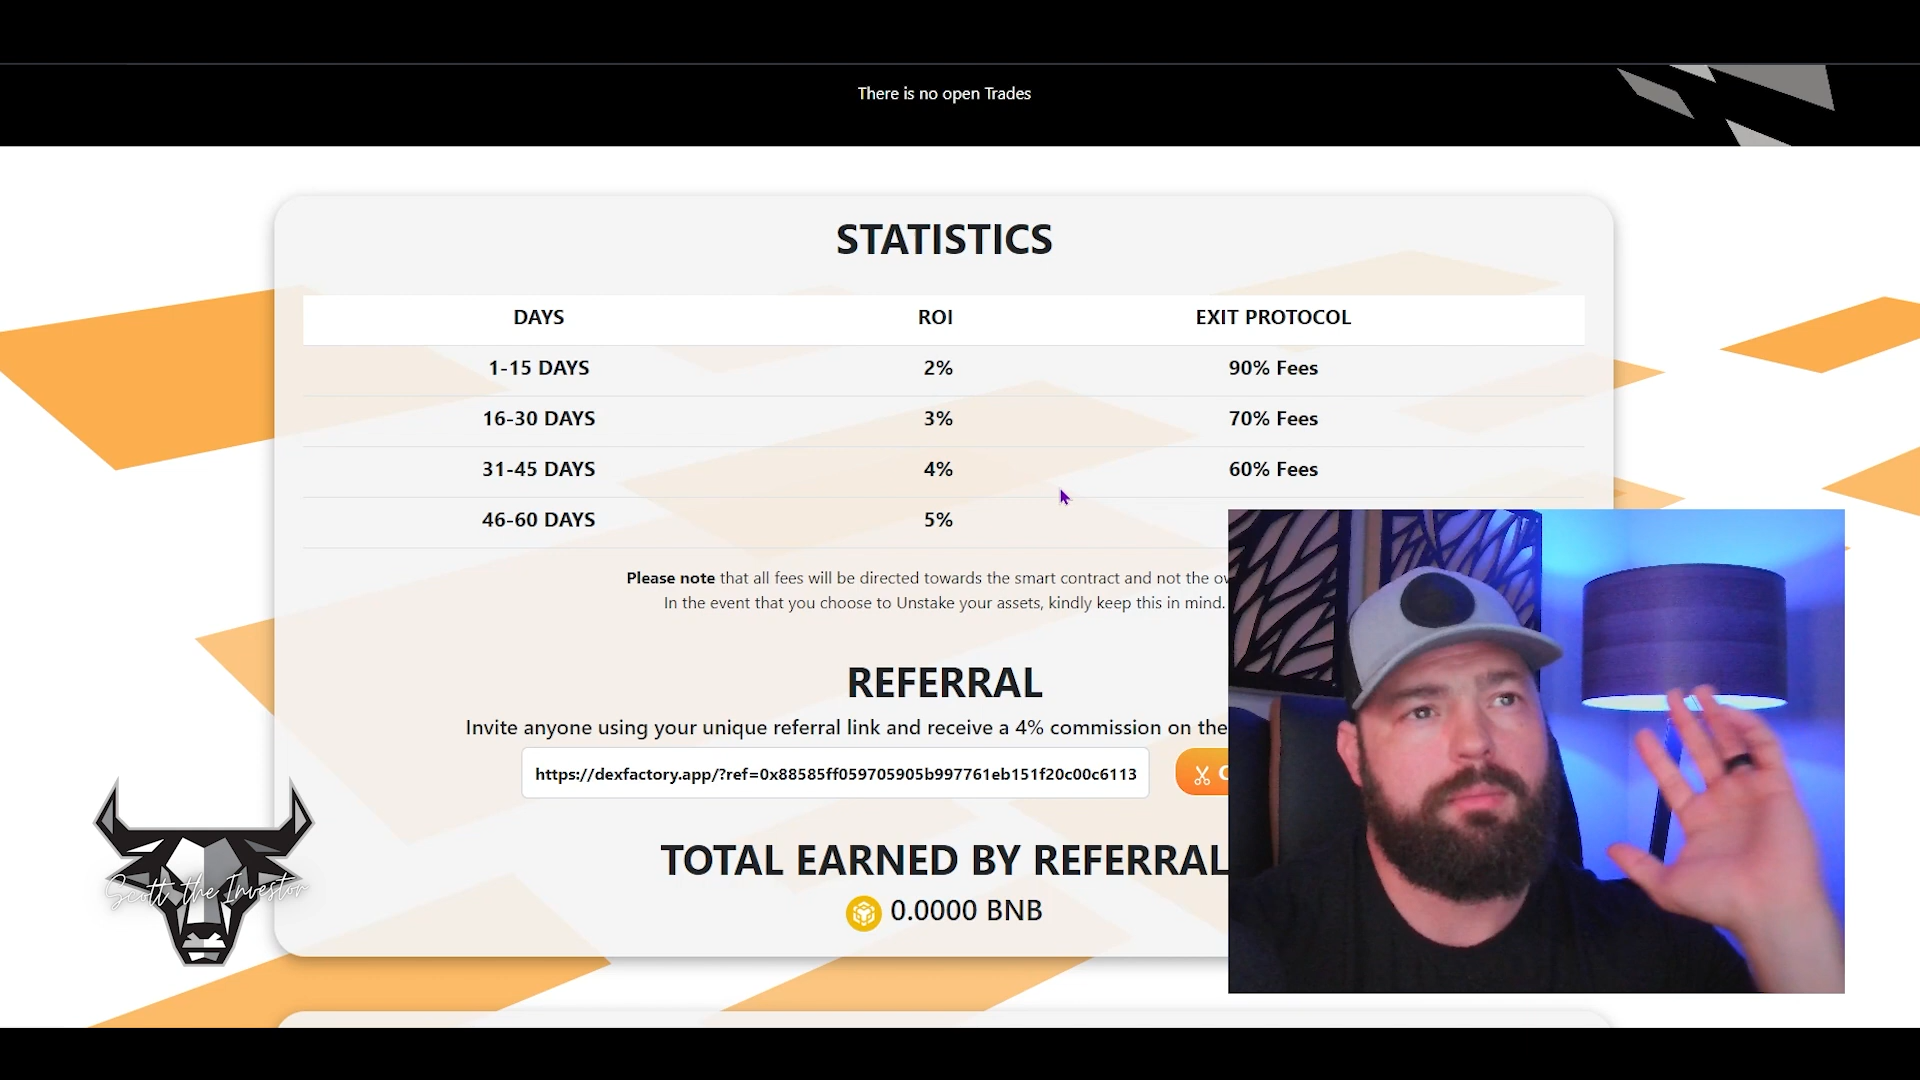 There is no open Trades
STATISTICS
DAYS ROI EXIT PROTOCOL
1-15 DAYS 2% 90% Fees
16-30 DAYS 3% 70% Fees
31-45 DAYS 4% 60% Fees
46-60 DAYS 5%
Please note that all fees will be directed towards the smart contract and not the
In the event that you choose to Unstake your assets, kindly keep this in mind.
REFERRAL
Invite anyone using your unique referral link and receive a 4% commission on the
https://dexfactory.app/?ref=0x88585ff059705905b997761eb151f20c00c6113
TOTAL EARNED BY REFERRAL
0.0000 BNB
Scott the Investor